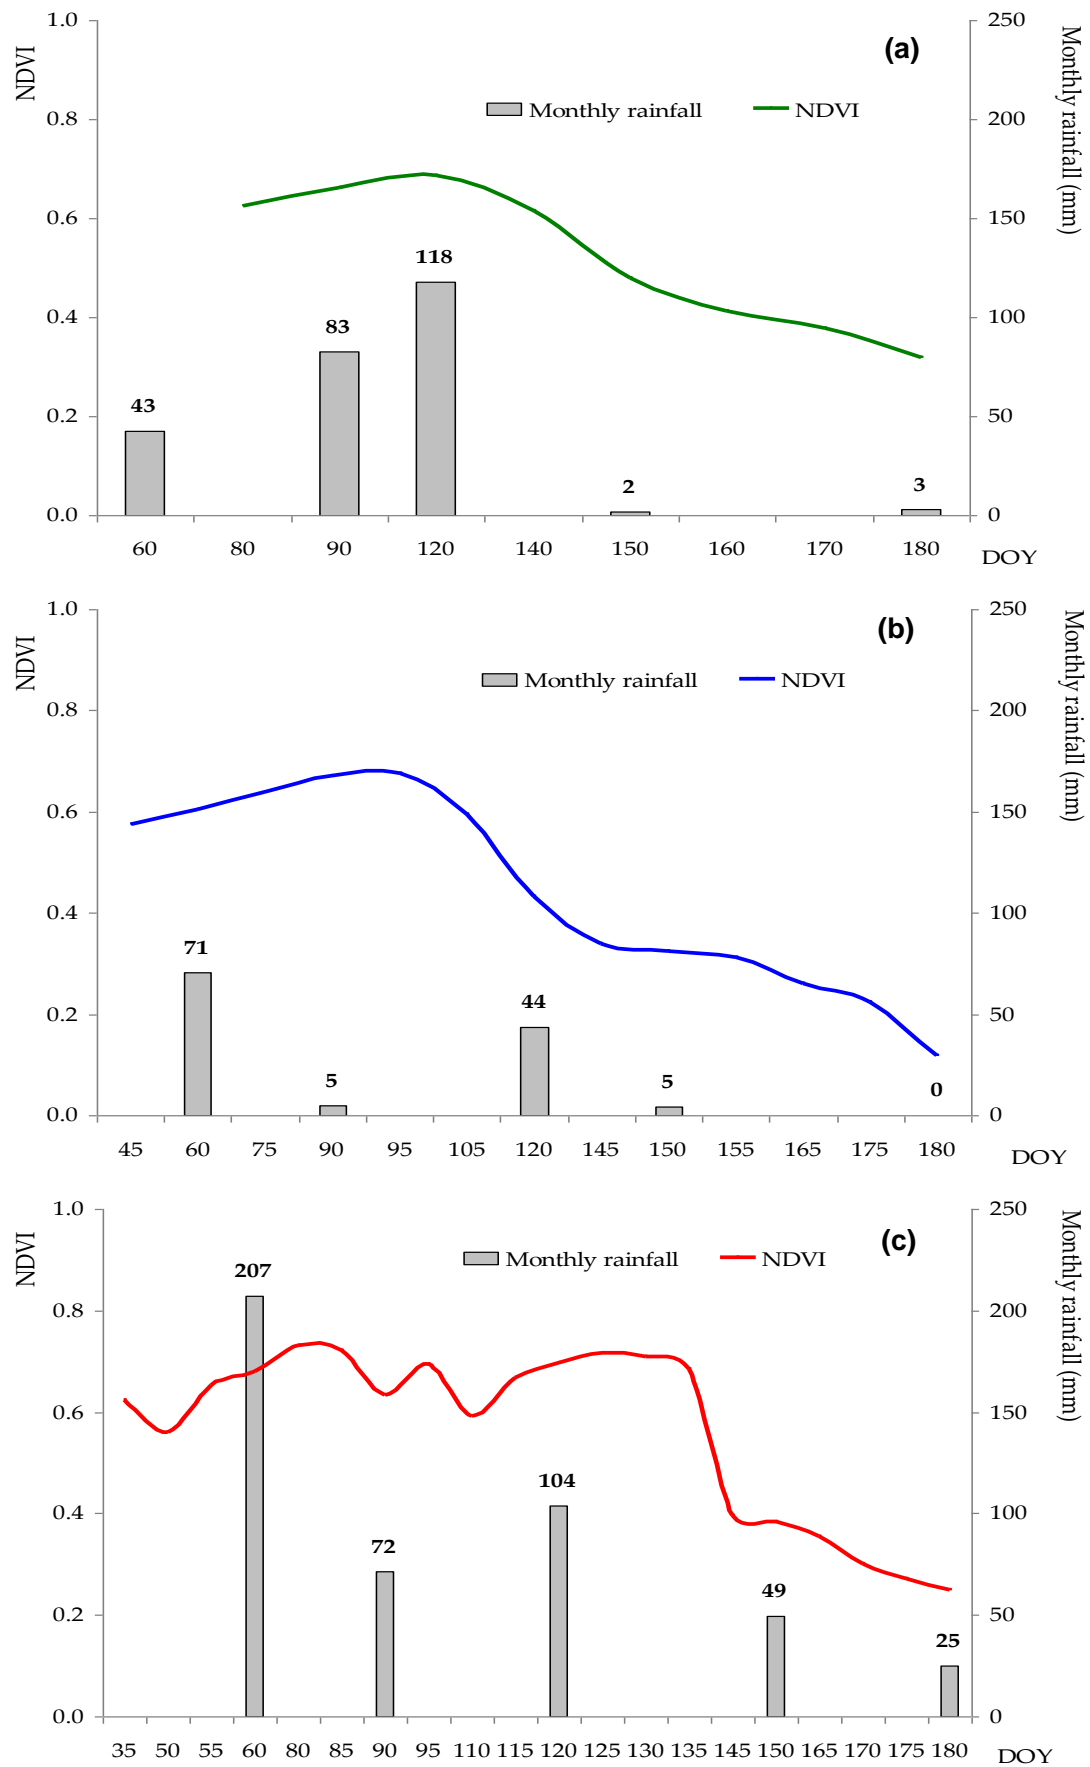 1.0 250
(a)
NDVI
Monthly rainfall (mm)
Monthly rainfall NDVI
0.8 200
0.6 150
118
0.4 100
83
43
0.2 50
2 3
0.0 0
60 80 90 120 140 150 160 170 180 DOY
1.0 250
(b)
NDVI
Monthly rainfall (mm)
Monthly rainfall NDVI
0.8 200
0.6 150
0.4 100
71
44
0.2 50
5 5 0
0.0 0
45 60 75 90 95 105 120 145 150 155 165 175 180 DOY
1.0 250
(c)
NDVI
Monthly rainfall (mm)
Monthly rainfall NDVI
207
0.8 200
0.6 150
104
0.4 100
72
49
0.2 50
25
0.0 0
35 50 55 60 80 85 90 95 110 115 120 125 130 135 145 150 165 170 175 180 DOY